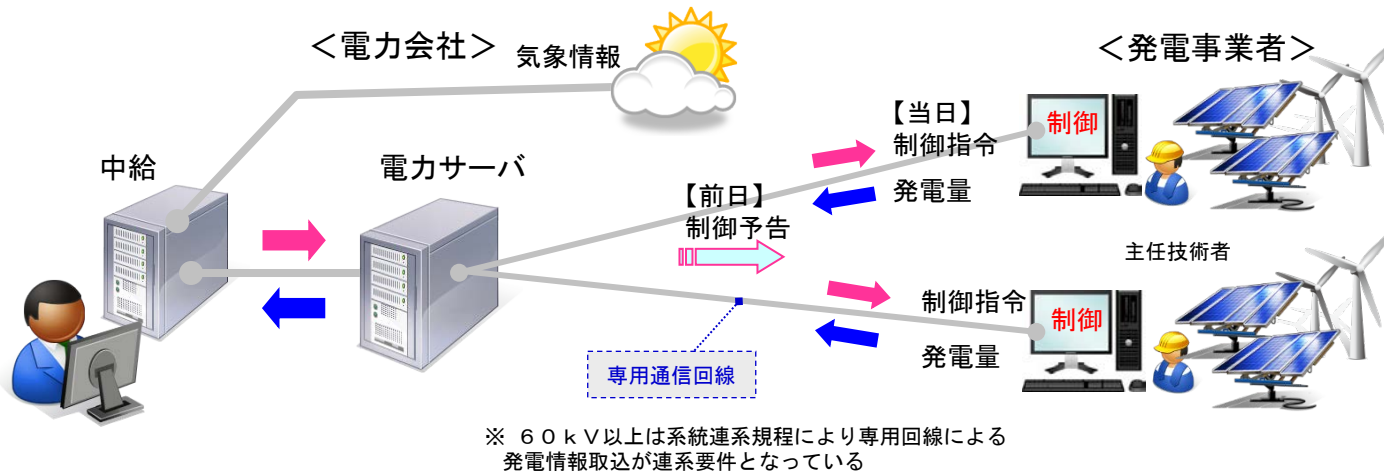 ＜電力会社＞
気象情報
＜発電事業者＞
中給
電力サーバ
【当日】
制御指令
発電量
制御
【前日】
制御予告
主任技術者
制御指令
発電量
制御
専用通信回線
※ ６０ｋＶ以上は系統連系規程により専用回線による
発電情報取込が連系要件となっている